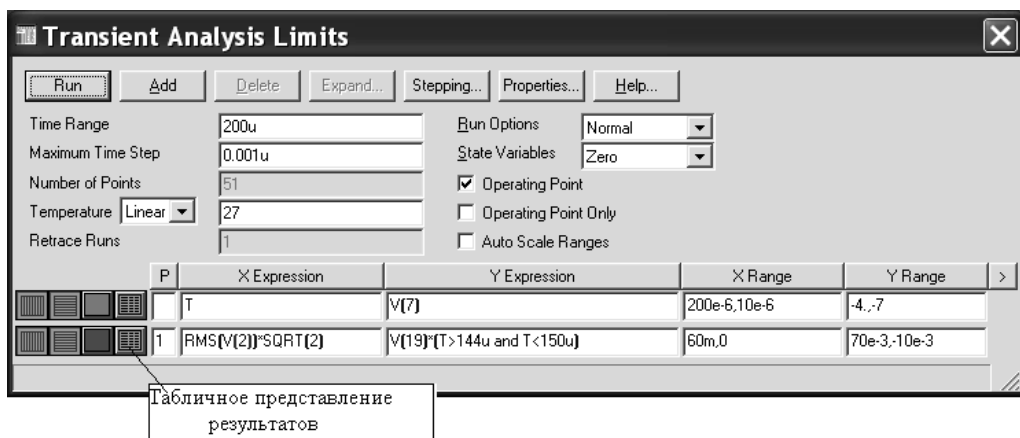 Transient Analysis Limits
Run Add Delete Expand... Stepping... Properties... Help...
Time Range 200u Run Options Normal
Maximum Time Step 0.001u State Variables Zero
Number of Points 51 Operating Point
Temperature Linear 27 Operating Point Only
Retrace Runs 1 Auto Scale Ranges
P X Expression Y Expression X Range Y Range >
T V(7) 200e-6,10e-6 -4.,-7
1 RMS(V(2))*SQRT(2) V(19)*(T>144u and T<150u) 60m,0 70e-3,-10e-3
Табличное представление
результатов